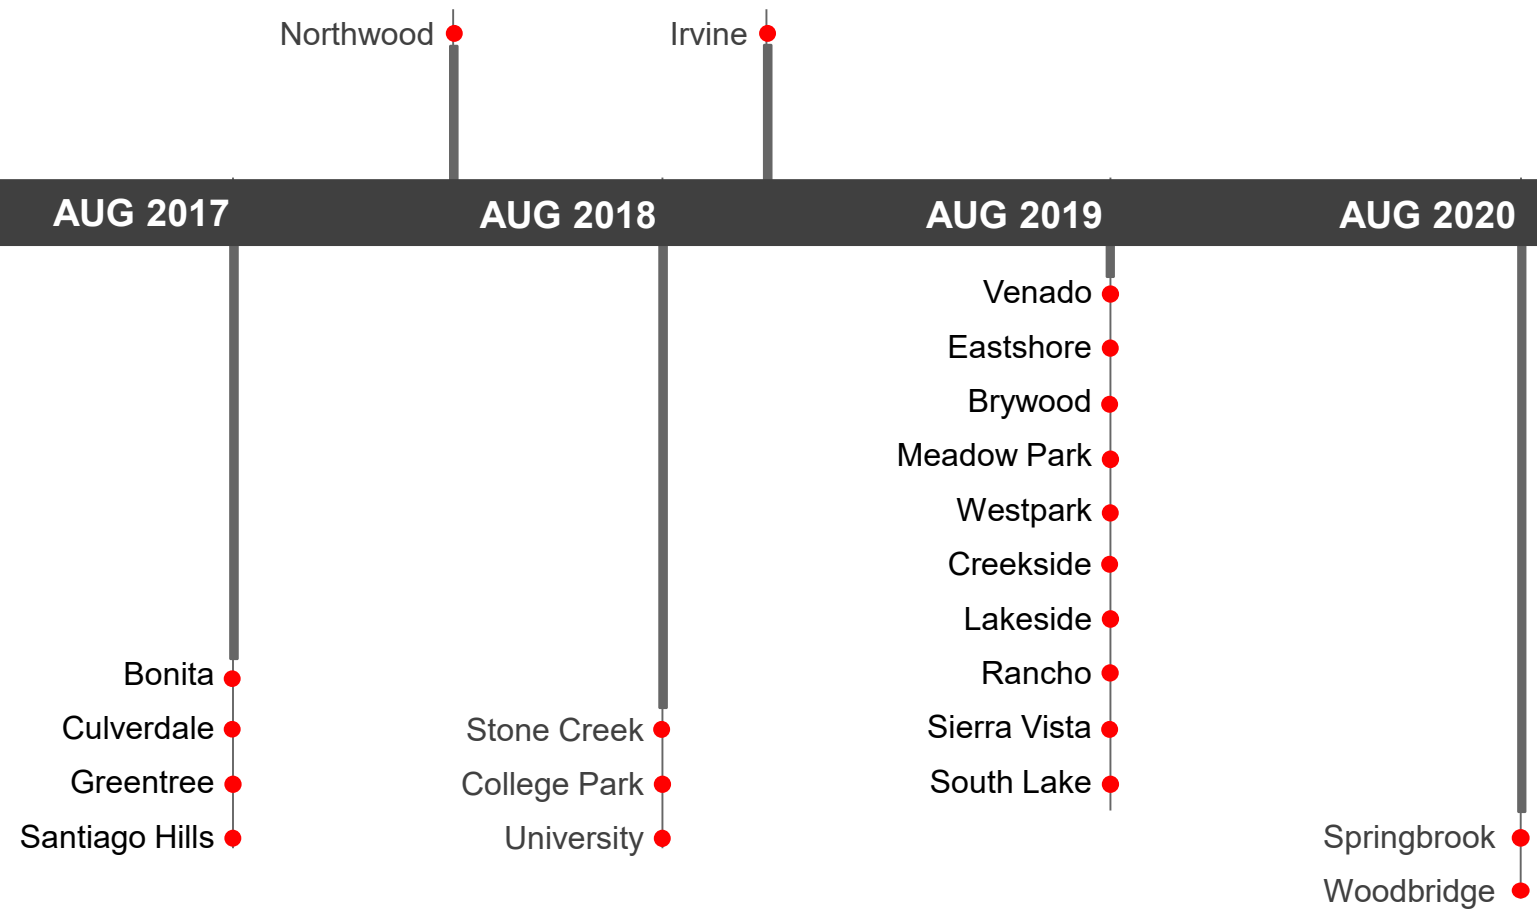 Northwood
Irvine
AUG 2017
AUG 2018
AUG 2019
AUG 2020
Bonita
Culverdale
Greentree
Santiago Hills
Stone Creek
College Park
University
Venado
Eastshore
Brywood
Meadow Park
Westpark
Creekside
Lakeside
Rancho
Sierra Vista
South Lake
Springbrook
Woodbridge